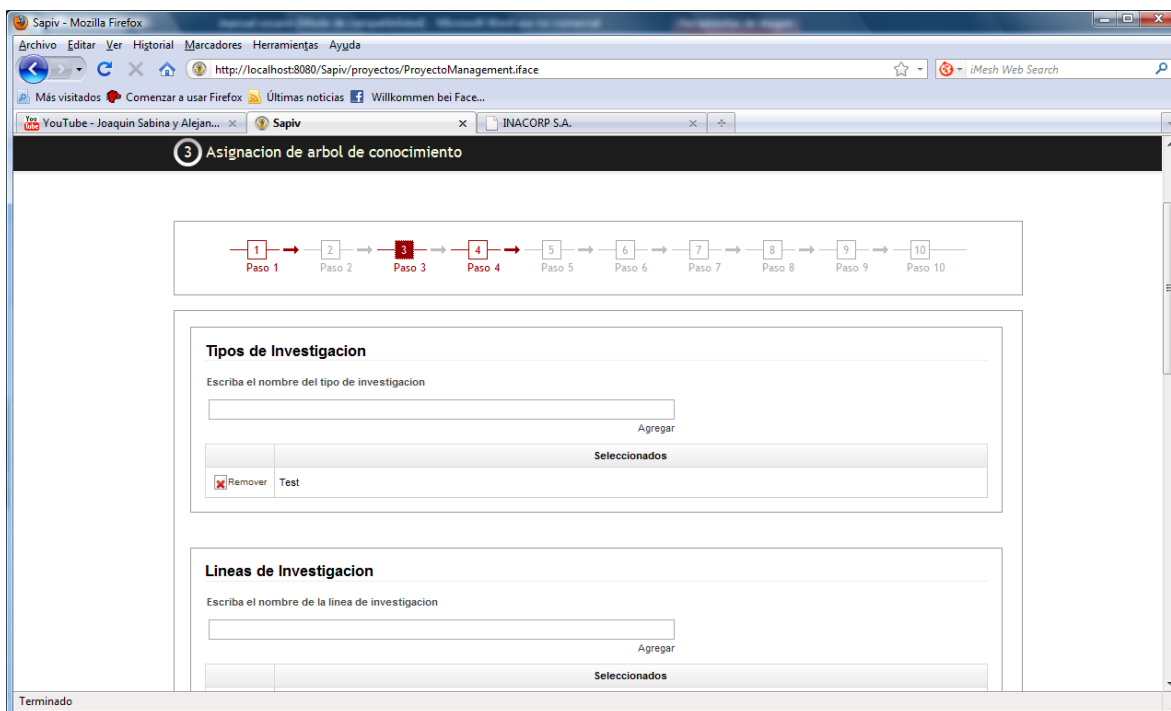 Sapiv - Mozilla Firefox
Archivo Editar Ver Historial Marcadores Herramientas Ayuda
http://localhost:8080/Sapiv/proyectos/ProyectoManagement.iface
iMesh Web Search
Más visitados Comenzar a usar Firefox Últimas noticias Willkommen bei Face...
You Tube YouTube - Joaquin Sabina y Alejan... Sapiv INACORP S.A.
3 Asignacion de arbol de conocimiento
1 2 3 4 5 6 7 8 9 10
Paso 1 Paso 2 Paso 3 Paso 4 Paso 5 Paso 6 Paso 7 Paso 8 Paso 9 Paso 10
Tipos de Investigacion
Escriba el nombre del tipo de investigacion
Agregar
Seleccionados
Remover Test
Lineas de Investigacion
Escriba el nombre de la linea de investigacion
Agregar
Seleccionados
Terminado